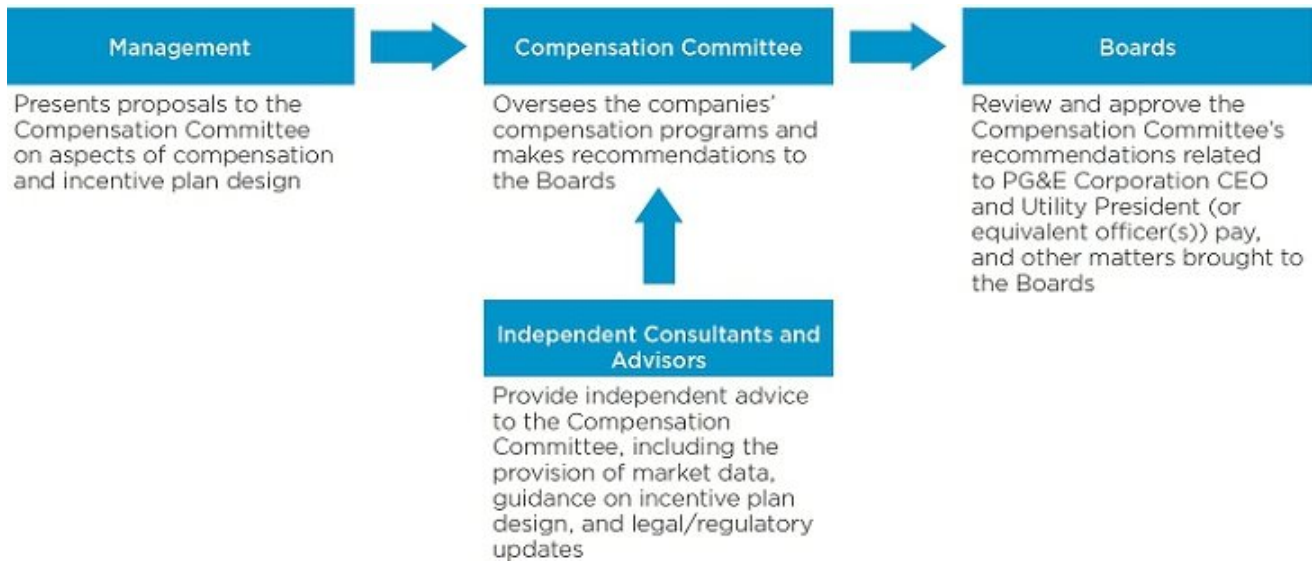 Management
Presents proposals to the
Compensation Committee
on aspects of compensation
and incentive plan design
Compensation Committee
Oversees the companies'
compensation programs and
makes recommendations to
the Boards
Boards
Review and approve the
Compensation Committee's
recommendations related
to PG&E Corporation CEO
and Utility President (or
equivalent officer(s)) pay,
and other matters brought to
the Boards
Independent Consultants and
Advisors
Provide independent advice
to the Compensation
Committee, including the
provision of market data,
guidance on incentive plan
design, and legal/regulatory
updates